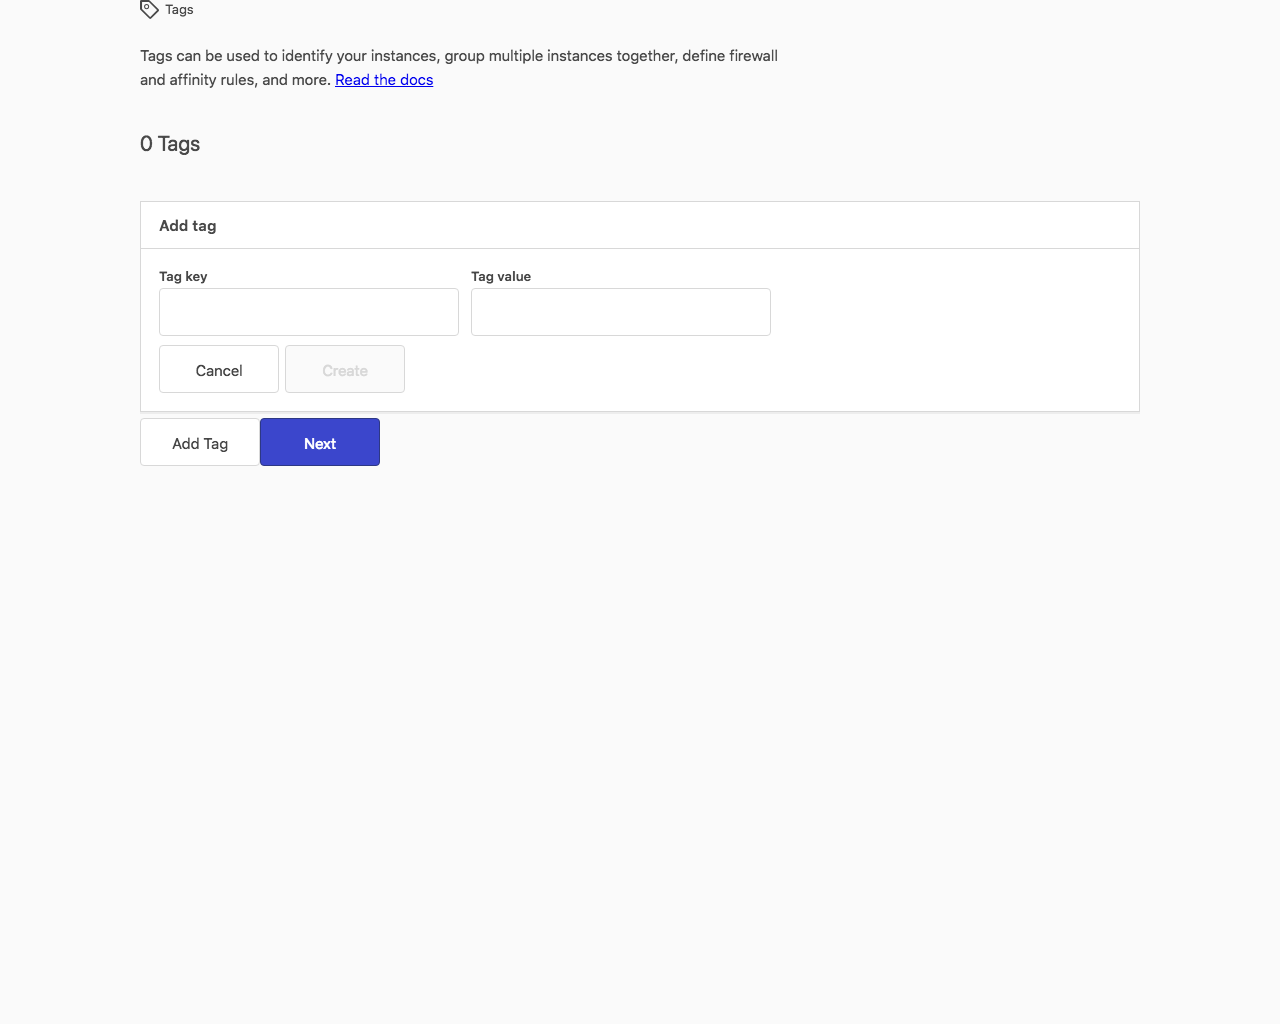 Tags
Tags can be used to identify your instances, group multiple instances together, define firewall
and affinity rules, and more. Read the docs
0 Tags
Add tag
Tag key Tag value
Cancel Create
Add Tag Next